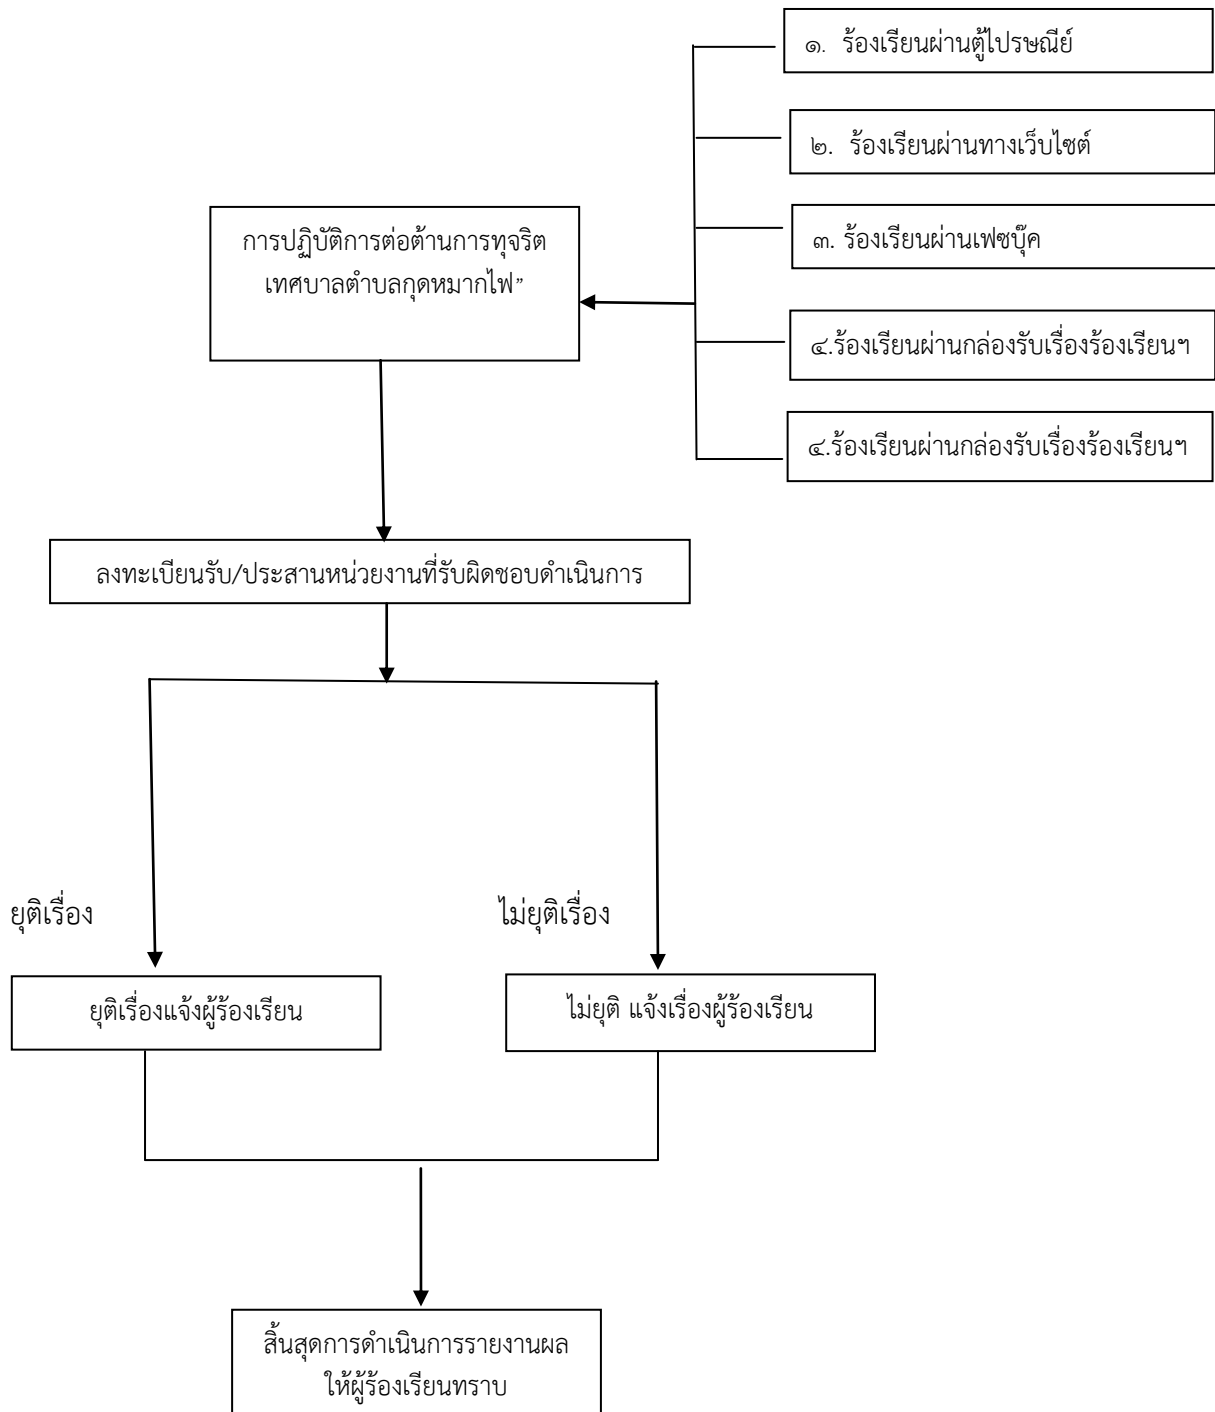 ๑. ร้องเรียนผ่านตู้ไปรษณีย์
๒. ร้องเรียนผ่านทางเว็บไซต์
๓. ร้องเรียนผ่านเฟซบุ๊ค
๔.ร้องเรียนผ่านกล่องรับเรื่องร้องเรียนฯ
๔.ร้องเรียนผ่านกล่องรับเรื่องร้องเรียนฯ
การปฏิบัติการต่อต้านการทุจริต
เทศบาลตำบลกุดหมากไฟ”
ลงทะเบียนรับ/ประสานหน่วยงานที่รับผิดชอบดำเนินการ
ยุติเรื่อง
ไม่ยุติเรื่อง
ยุติเรื่องแจ้งผู้ร้องเรียน
ไม่ยุติ แจ้งเรื่องผู้ร้องเรียน
สิ้นสุดการดำเนินการรายงานผล
ให้ผู้ร้องเรียนทราบ